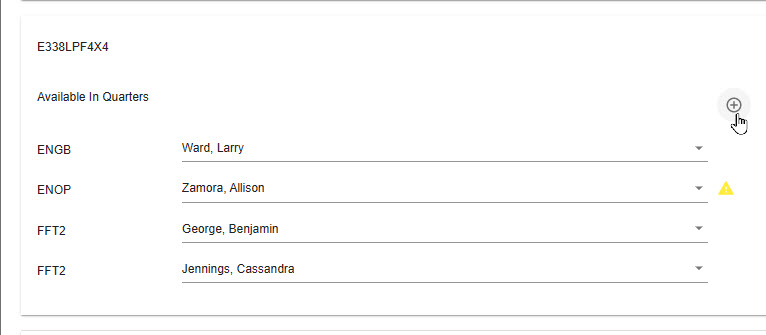 E338LPF4X4
Available In Quarters
ENGB Ward, Larry
ENOP Zamora, Allison
FFT2 George, Benjamin
FFT2 Jennings, Cassandra